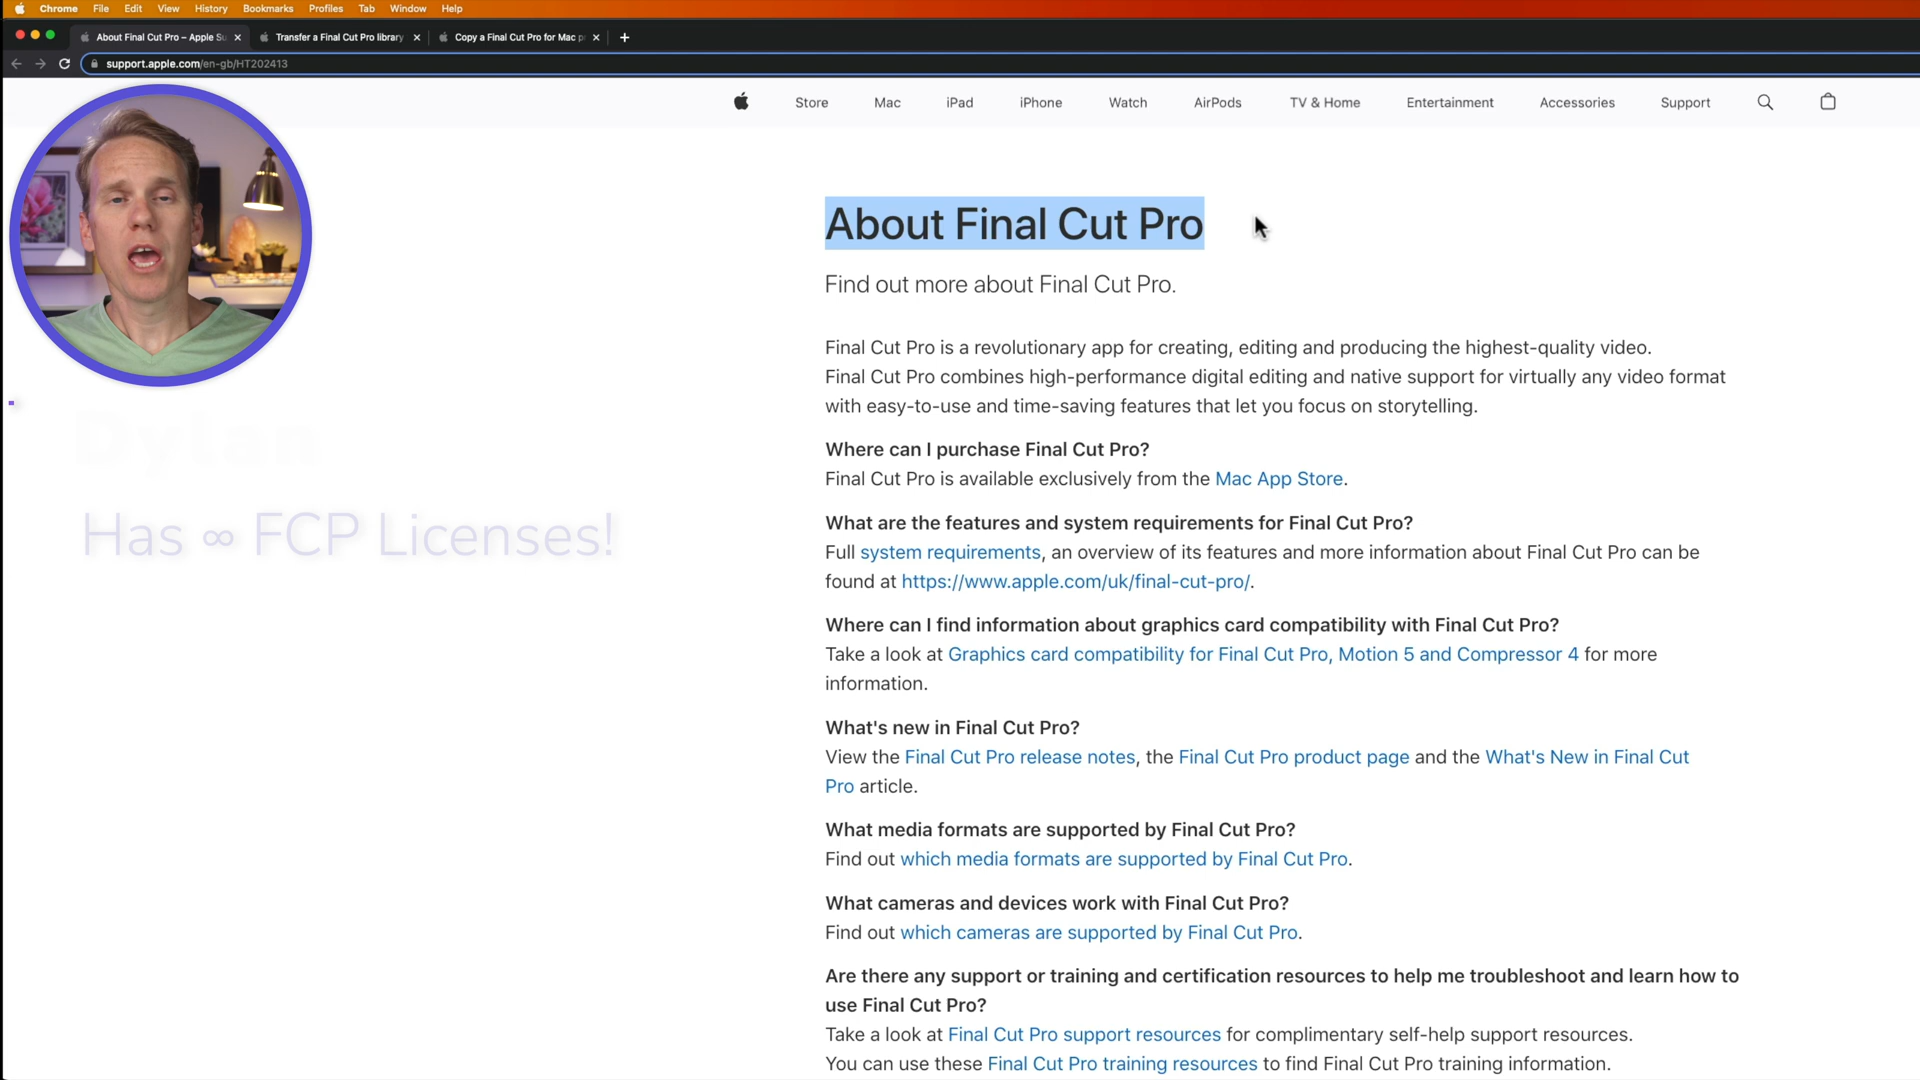 Chrome File Edit View History Bookmarks Profiles Tab Window Help
About Final Cut Pro – Apple Su
Transfer a Final Cut Pro library
Copy a Final Cut Pro for Mac p
support.apple.com/en-gb/HT202413
Store Mac iPad iPhone Watch AirPods TV & Home Entertainment Accessories Support
About Final Cut Pro
Find out more about Final Cut Pro.
Dylan
Has ∞ FCP Licenses!
Final Cut Pro is a revolutionary app for creating, editing and producing the highest-quality video.
Final Cut Pro combines high-performance digital editing and native support for virtually any video format
with easy-to-use and time-saving features that let you focus on storytelling.
Where can I purchase Final Cut Pro?
Final Cut Pro is available exclusively from the Mac App Store.
What are the features and system requirements for Final Cut Pro?
Full system requirements, an overview of its features and more information about Final Cut Pro can be
found at https://www.apple.com/uk/final-cut-pro/.
Where can I find information about graphics card compatibility with Final Cut Pro?
Take a look at Graphics card compatibility for Final Cut Pro, Motion 5 and Compressor 4 for more
information.
What's new in Final Cut Pro?
View the Final Cut Pro release notes, the Final Cut Pro product page and the What's New in Final Cut
Pro article.
What media formats are supported by Final Cut Pro?
Find out which media formats are supported by Final Cut Pro.
What cameras and devices work with Final Cut Pro?
Find out which cameras are supported by Final Cut Pro.
Are there any support or training and certification resources to help me troubleshoot and learn how to
use Final Cut Pro?
Take a look at Final Cut Pro support resources for complimentary self-help support resources.
You can use these Final Cut Pro training resources to find Final Cut Pro training information.